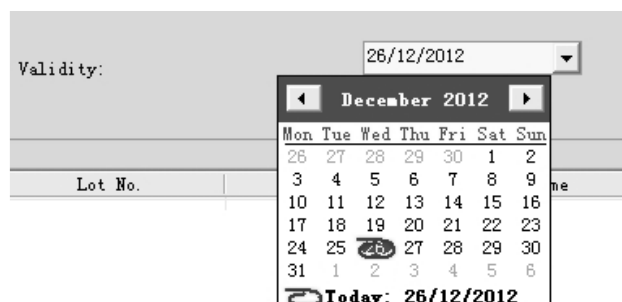 26/12/2012
Validity:
December 2012
Mon Tue Wed Thu Fri Sat Sun
26 27 28 29 30 1 2
3 4 5 6 7 8 9
Lot No.
me
10 11 12 13 14 15 16
17 18 19 20 21 22 23
24 25 26 27 28 29 30
31 1 2 3 4 5 6
Today: 26/12/2012